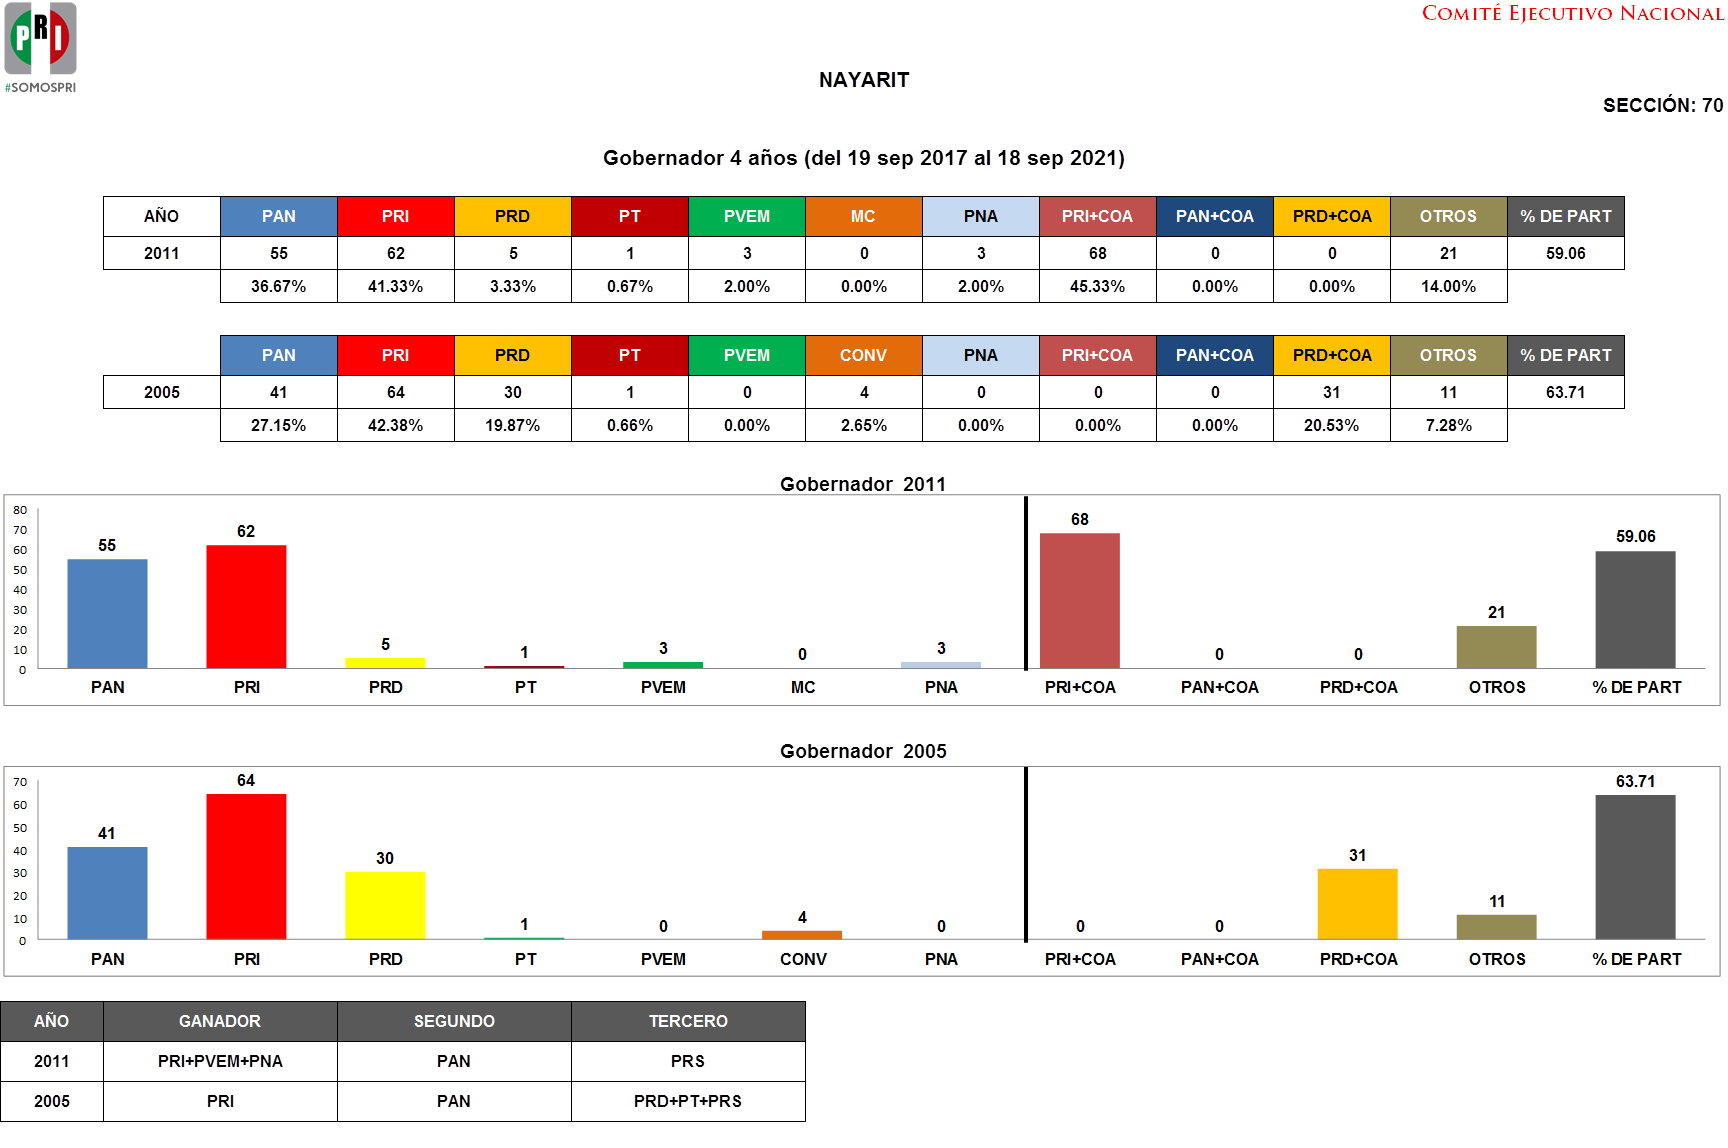 PRI
#SOMOSPRI
COMITÉ EJECUTIVO NACIONAL
NAYARIT
SECCIÓN: 70
Gobernador 4 años (del 19 sep 2017 al 18 sep 2021)
AÑO PAN PRI PRD PT PVEM MC PNA PRI+COA PAN+COA PRD+COA OTROS % DE PART
2011 55 62 5 1 3 0 3 68 0 0 21 59.06
36.67% 41.33% 3.33% 0.67% 2.00% 0.00% 2.00% 45.33% 0.00% 0.00% 14.00%
PAN PRI PRD PT PVEM CONV PNA PRI+COA PAN+COA PRD+COA OTROS % DE PART
2005 41 64 30 1 0 4 0 0 0 31 11 63.71
27.15% 42.38% 19.87% 0.66% 0.00% 2.65% 0.00% 0.00% 0.00% 20.53% 7.28%
Gobernador 2011
80
70
60
50
40
30
20
10
0
55 62 5 1 3 0 3 68 0 0 21 59.06
PAN PRI PRD PT PVEM MC PNA PRI+COA PAN+COA PRD+COA OTROS % DE PART
Gobernador 2005
70
60
50
40
30
20
10
0
41 64 30 1 0 4 0 0 0 31 11 63.71
PAN PRI PRD PT PVEM CONV PNA PRI+COA PAN+COA PRD+COA OTROS % DE PART
AÑO GANADOR SEGUNDO TERCERO
2011 PRI+PVEM+PNA PAN PRS
2005 PRI PAN PRD+PT+PRS